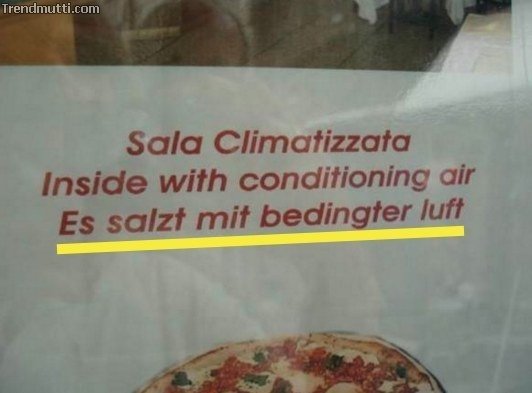 Trendmutti.com
Sala Climatizzata
Inside with conditioning air
Es salzt mit bedingter luft